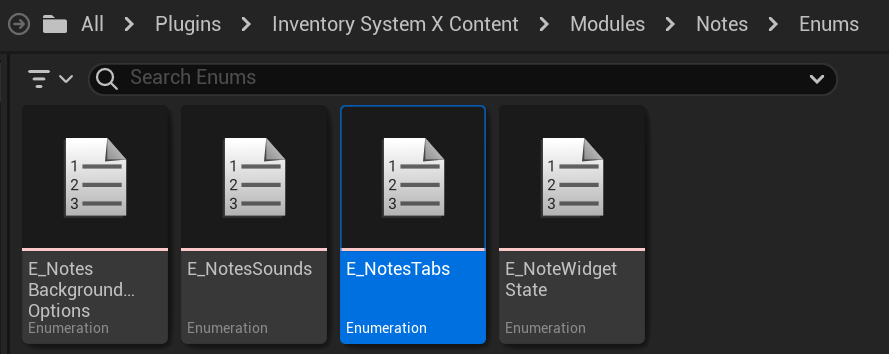 All > Plugins > Inventory System X Content > Modules > Notes > Enums
Search Enums
1
2
3
1
2
3
1
2
3
1
2
3
E_Notes
Background...
Options
Enumeration
E_NotesSounds
Enumeration
E_NotesTabs
Enumeration
E_NoteWidget
State
Enumeration